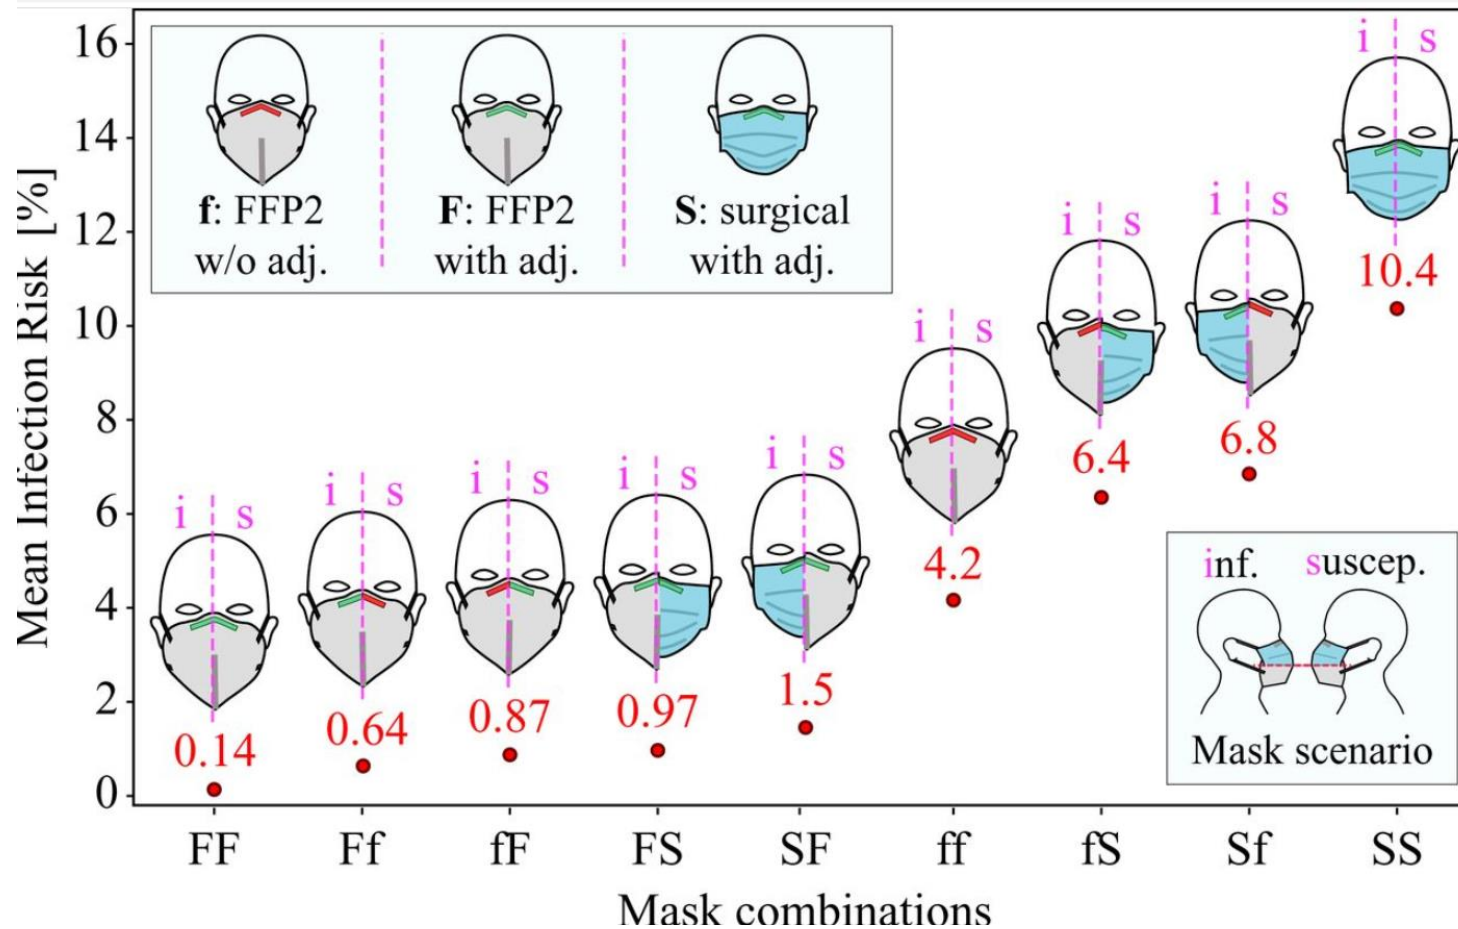 Mean Infection Risk [%]
16
14
12
10
8
6
4
2
0
f: FFP2
w/o adj.
F: FFP2
with adj.
S: surgical
with adj.
i s
0.14
i s
0.64
i s
0.87
i s
0.97
i s
1.5
i s
4.2
i s
6.4
i s
6.8
i s
10.4
inf. suscep.
Mask scenario
FF Ff fF FS SF ff fS Sf SS
Mask combinations